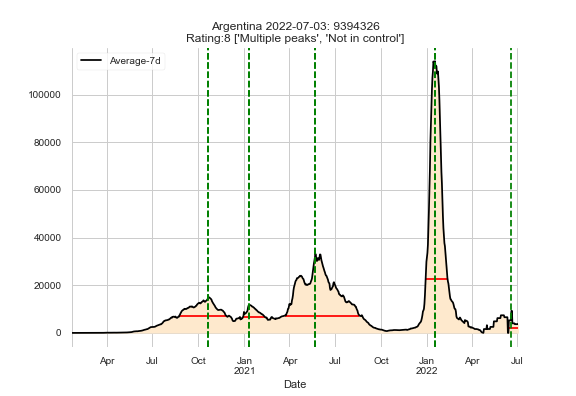 Argentina 2022-07-03: 9394326
Rating:8 ['Multiple peaks', 'Not in control']
Average-7d
100000
80000
60000
40000
20000
0
Apr
Jul
Oct
Jan
2021
Apr
Jul
Oct
Jan
2022
Apr
Jul
Date